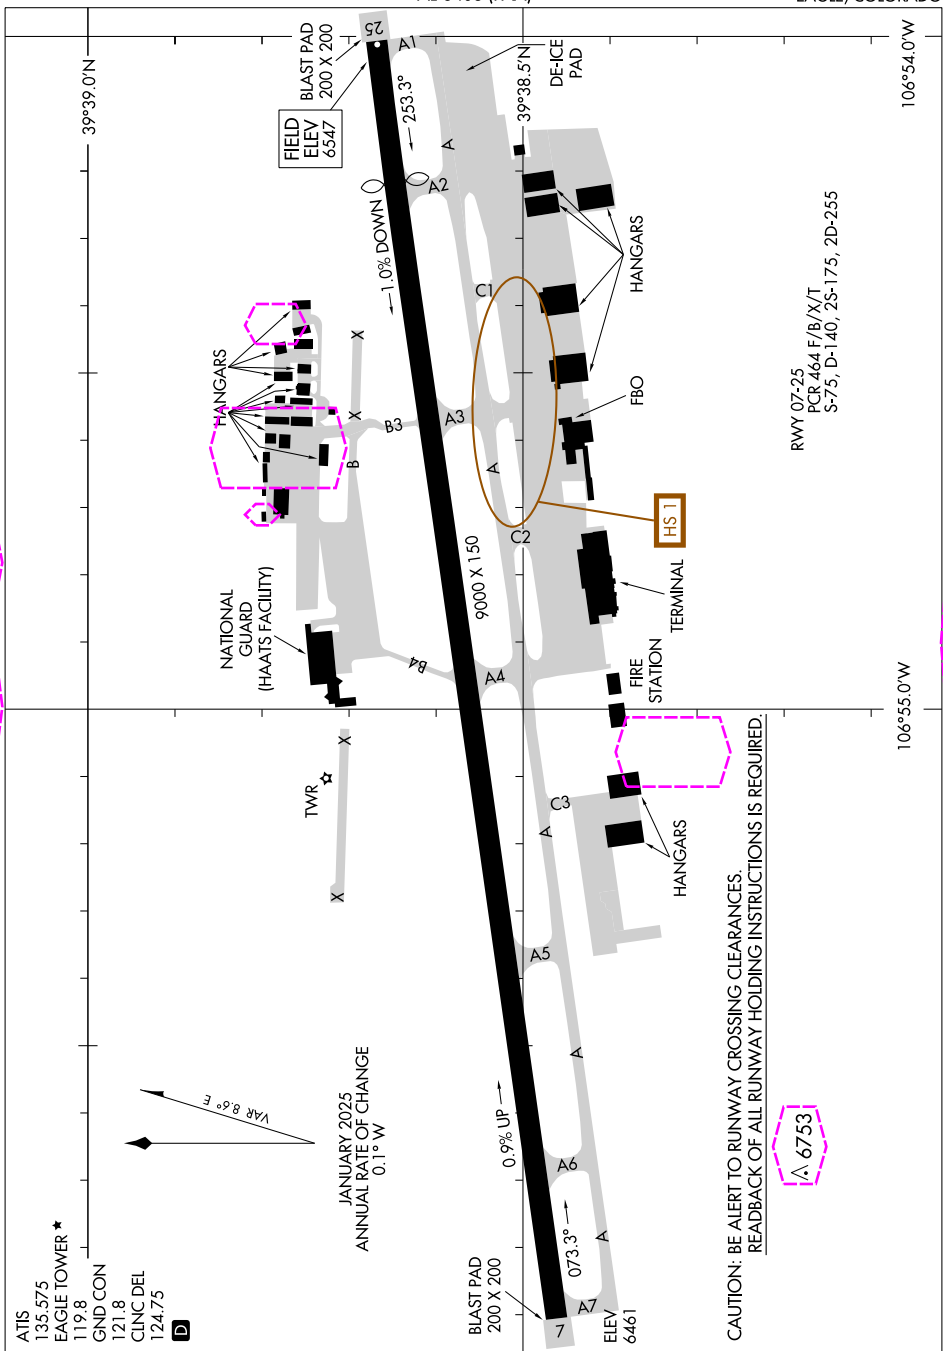 EAGLE, COLORADO
ATIS
135.575
EAGLE TOWER ★
119.8
GND CON
121.8
CLNC DEL
124.75
D
39°39.0'N
39°38.5'N
106°54.0'W
106°55.0'W
VAR 8.6° E
JANUARY 2025
ANNUAL RATE OF CHANGE
0.1° W
BLAST PAD
200 X 200
25
A1
DE-ICE
PAD
FIELD
ELEV
6547
253.3°
A
A2
1.0% DOWN
C1
HANGARS
HANGARS
X
X
B3
A3
B
A
FBO
HS 1
C2
9000 X 150
TERMINAL
NATIONAL
GUARD
(HAATS FACILITY)
B4
A4
FIRE
STATION
X
TWR
X
C3
A
HANGARS
A5
A
0.9% UP
A6
073.3°
A
BLAST PAD
200 X 200
7
A7
ELEV
6461
RWY 07-25
PCR 464 F/B/X/T
S-75, D-140, 2S-175, 2D-255
CAUTION: BE ALERT TO RUNWAY CROSSING CLEARANCES.
READBACK OF ALL RUNWAY HOLDING INSTRUCTIONS IS REQUIRED.
6753